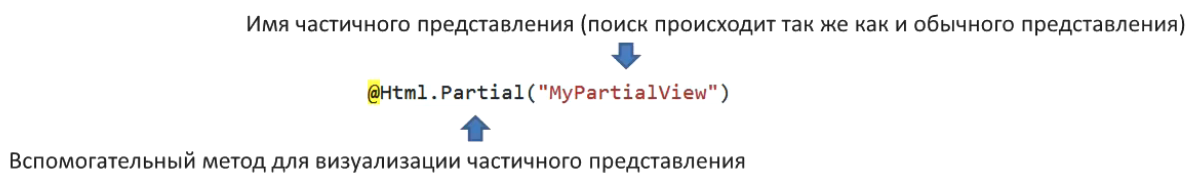 Имя частичного представления (поиск происходит так же как и обычного представления)
@Html.Partial("MyPartialView")
Вспомогательный метод для визуализации частичного представления